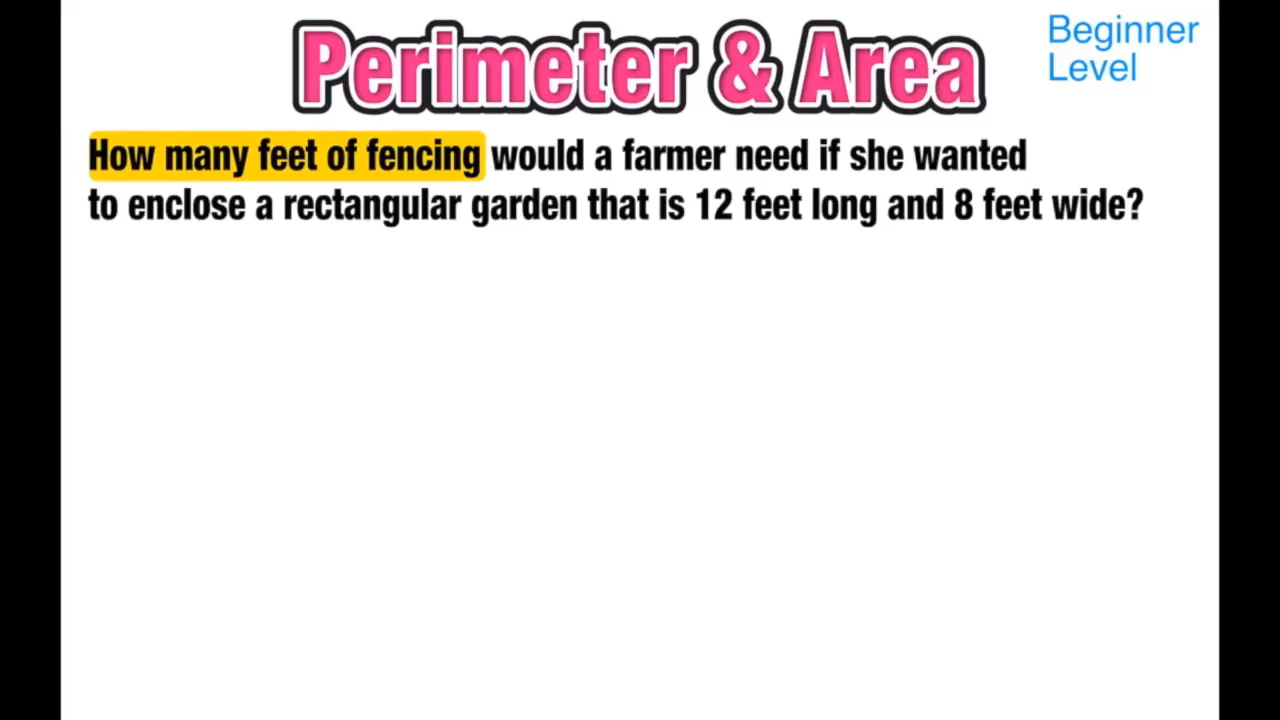 Perimeter & Area
Beginner
Level
How many feet of fencing would a farmer need if she wanted
to enclose a rectangular garden that is 12 feet long and 8 feet wide?